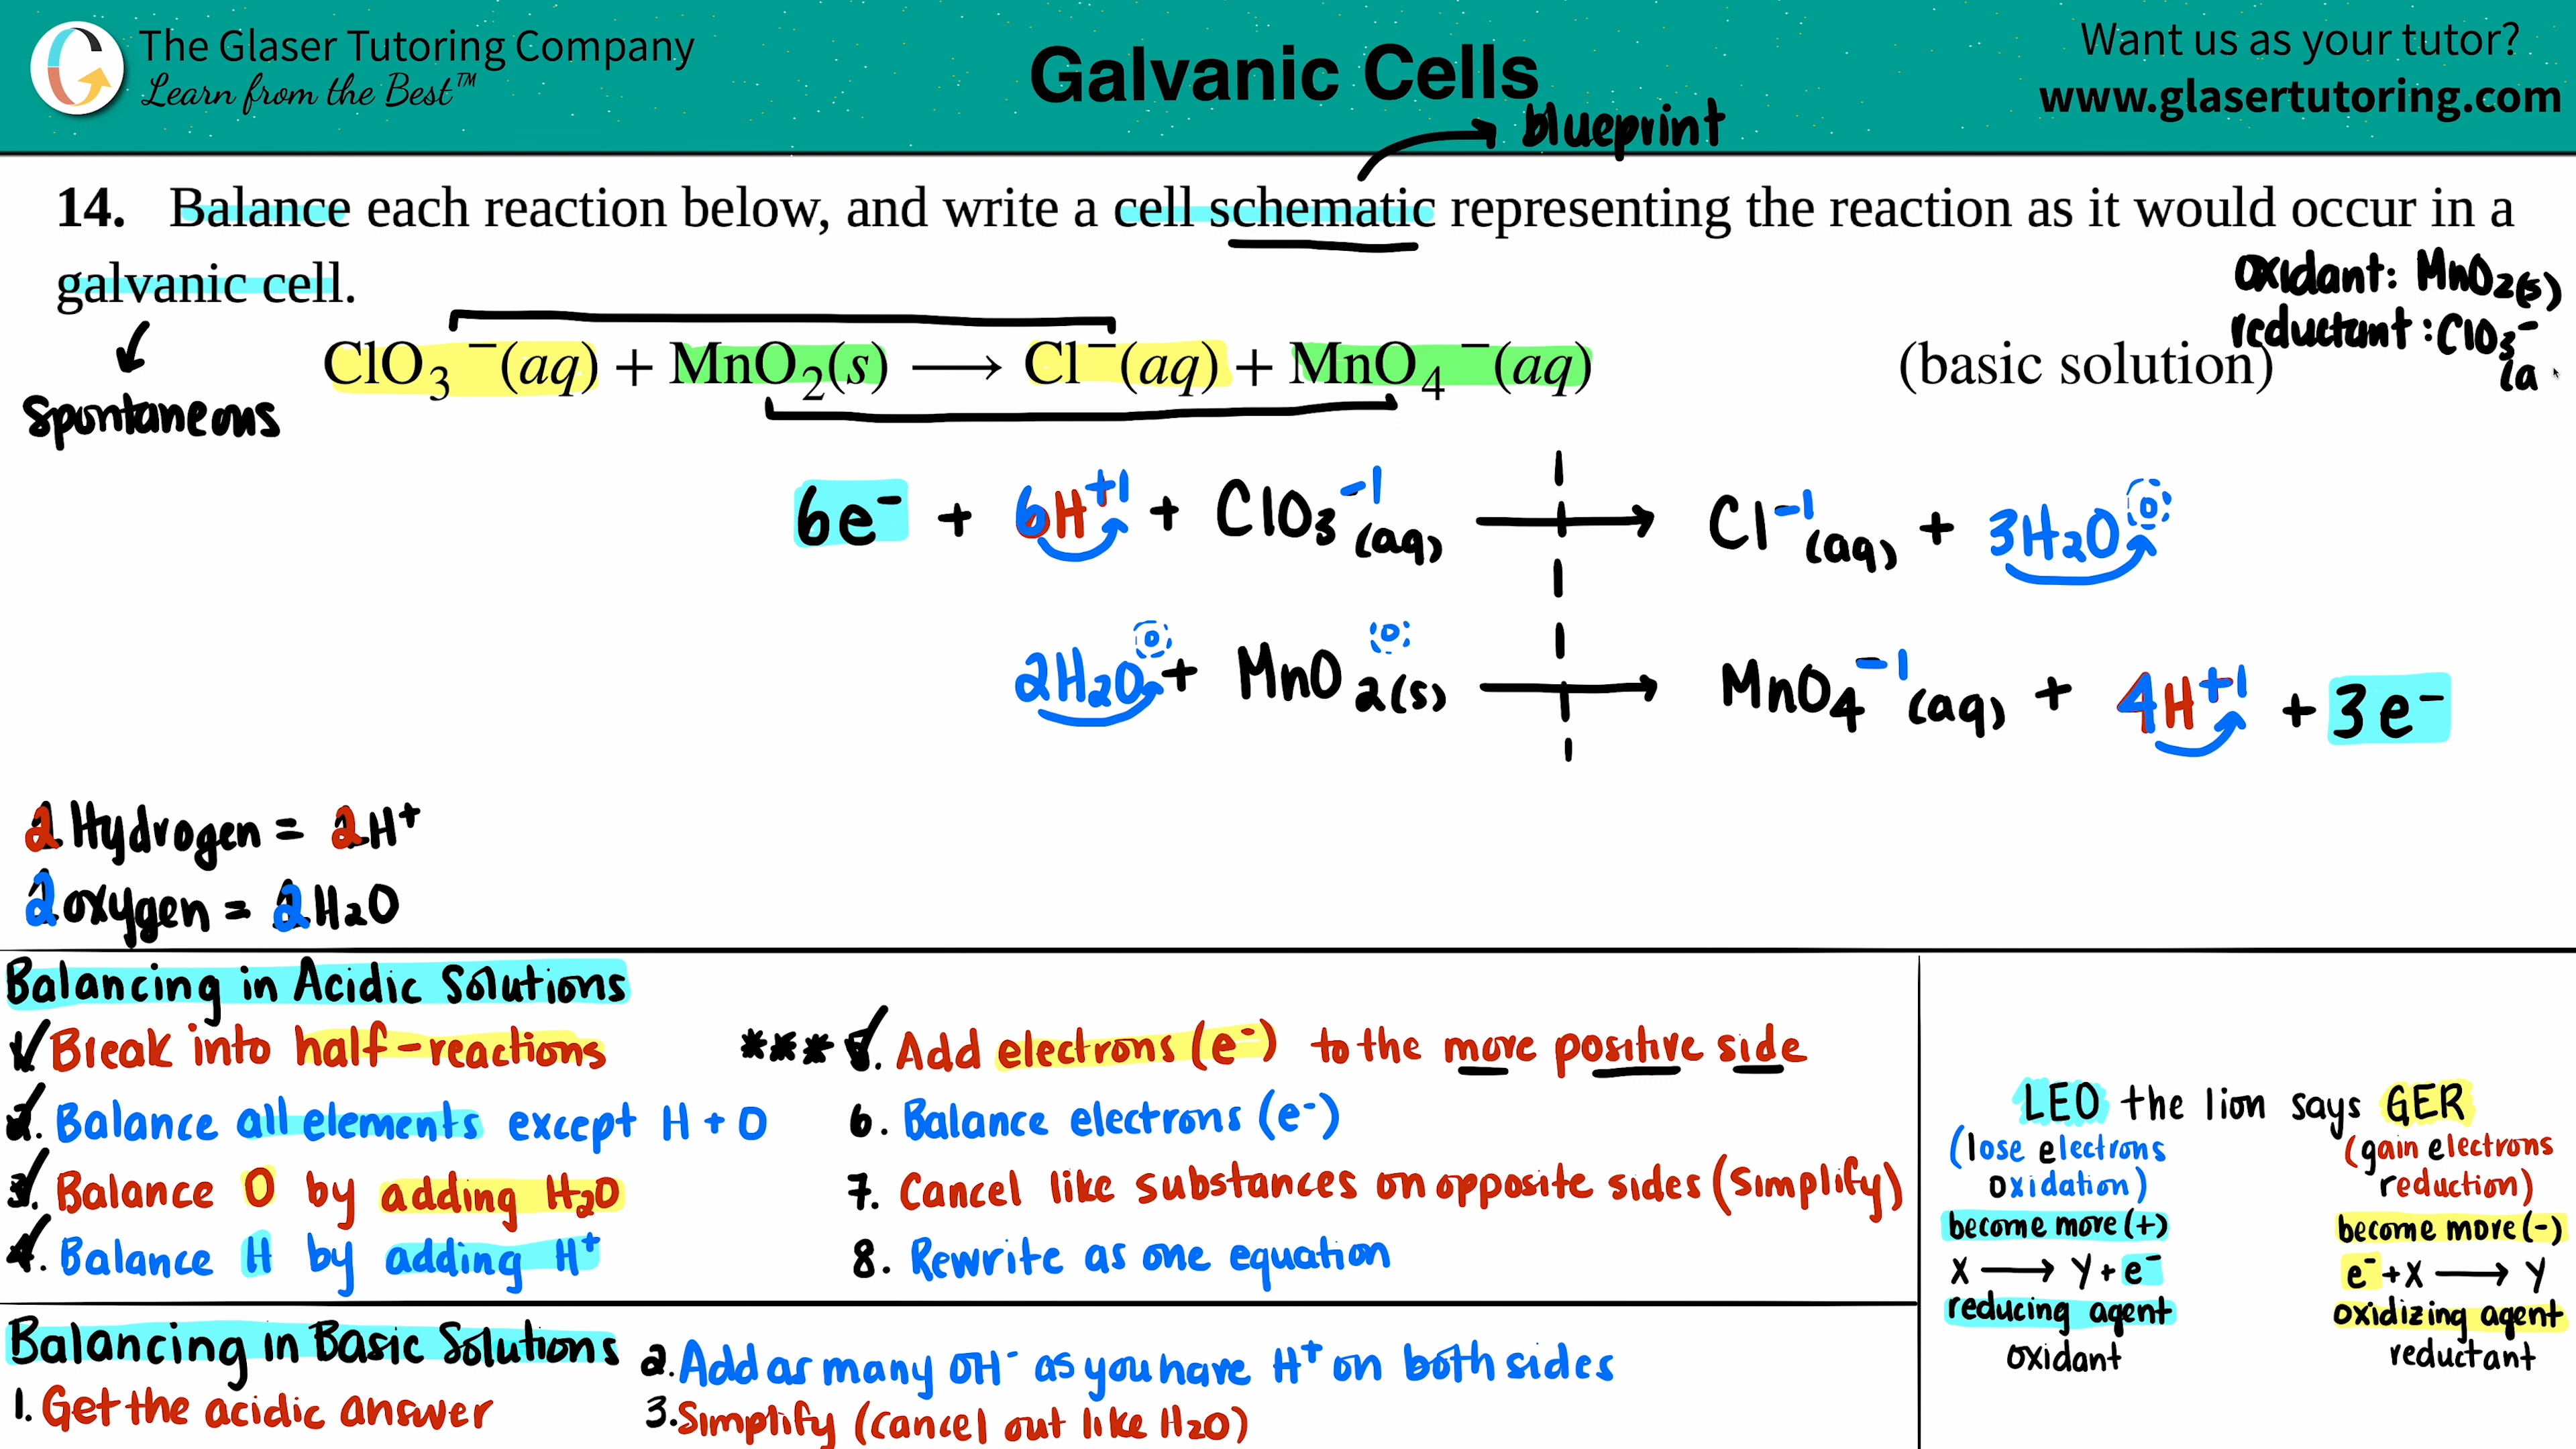 The Glaser Tutoring Company
Learn from the Best™
Galvanic Cells
Want us as your tutor?
www.glasertutoring.com
blueprint
14. Balance each reaction below, and write a cell schematic representing the reaction as it would occur in a
galvanic cell.
oxidant: MnO₂(s)
reductant: ClO₃⁻
(a
spontaneous
ClO₃⁻(aq) + MnO₂(s) ⟶ Cl⁻(aq) + MnO₄⁻(aq) (basic solution)
6e⁻ + 6H⁺¹ + ClO₃⁻¹(aq) ⟶ Cl⁻¹(aq) + 3H₂O⁰
2H₂O⁰ + MnO₂(s)⁰ ⟶ MnO₄⁻¹(aq) + 4H⁺¹ + 3e⁻
2 Hydrogen = 2H⁺
2 oxygen = 2H₂O
Balancing in Acidic Solutions
1. Break into half-reactions
2. Balance all elements except H + O
3. Balance O by adding H₂O
4. Balance H by adding H⁺
*** 5. Add electrons (e⁻) to the more positive side
6. Balance electrons (e⁻)
7. Cancel like substances on opposite sides (simplify)
8. Rewrite as one equation
Balancing in Basic Solutions
1. Get the acidic answer
2. Add as many OH⁻ as you have H⁺ on both sides
3. Simplify (cancel out like H₂O)
LEO the lion says GER
(lose electrons
oxidation)
become more (+)
X ⟶ Y + e⁻
reducing agent
oxidant
(gain electrons
reduction)
become more (-)
e⁻ + X ⟶ Y
oxidizing agent
reductant